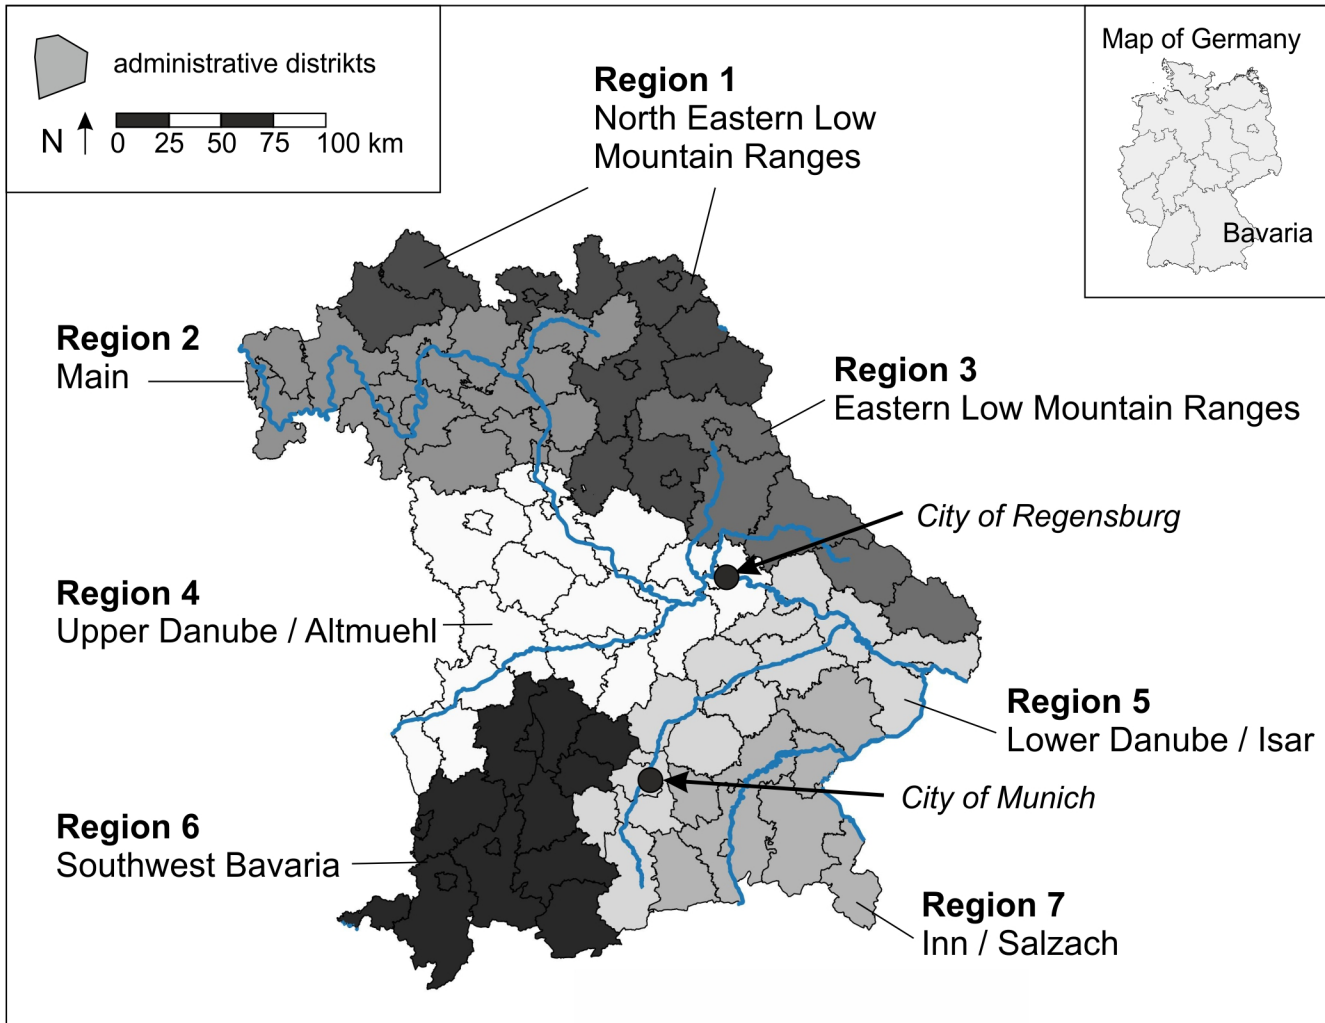 administrative distrikts
N
0 25 50 75 100 km
Map of Germany
Bavaria
Region 1
North Eastern Low
Mountain Ranges
Region 2
Main
Region 3
Eastern Low Mountain Ranges
City of Regensburg
Region 4
Upper Danube / Altmuehl
Region 5
Lower Danube / Isar
City of Munich
Region 6
Southwest Bavaria
Region 7
Inn / Salzach